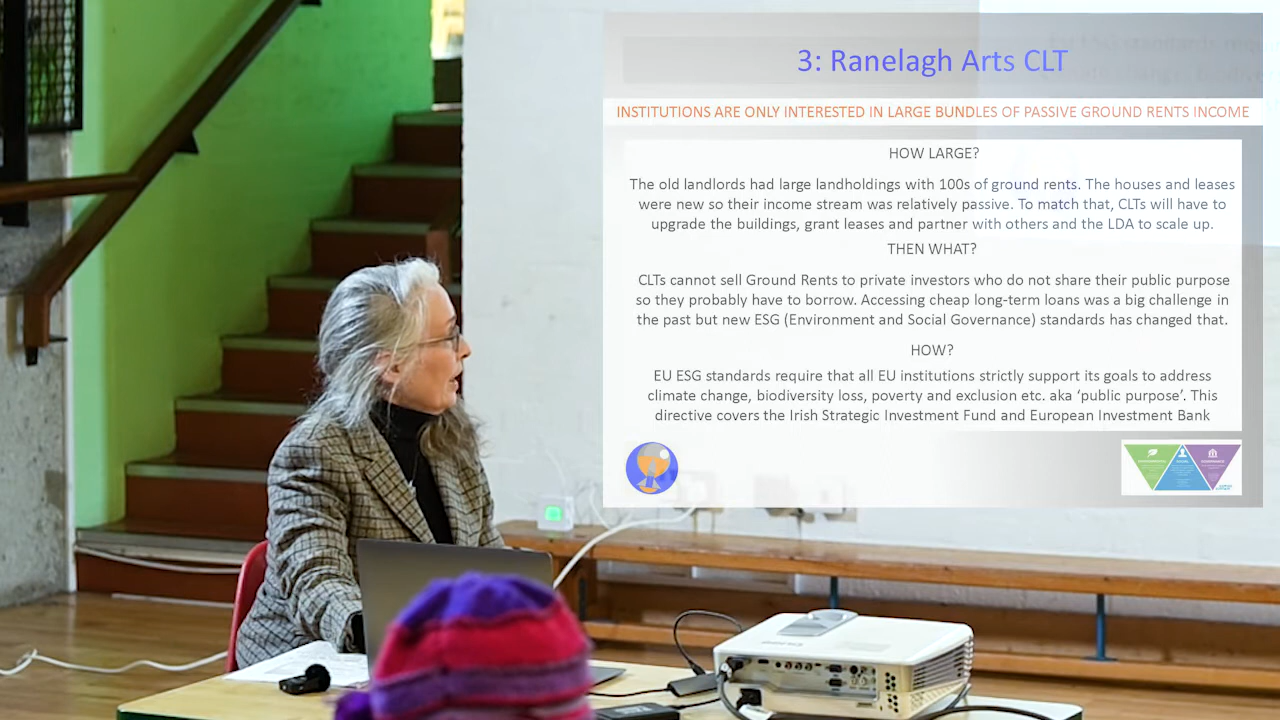 3: Ranelagh Arts CLT
INSTITUTIONS ARE ONLY INTERESTED IN LARGE BUNDLES OF PASSIVE GROUND RENTS INCOME
HOW LARGE?
The old landlords had large landholdings with 100s of ground rents. The houses and leases
were new so their income stream was relatively passive. To match that, CLTs will have to
upgrade the buildings, grant leases and partner with others and the LDA to scale up.
THEN WHAT?
CLTs cannot sell Ground Rents to private investors who do not share their public purpose
so they probably have to borrow. Accessing cheap long-term loans was a big challenge in
the past but new ESG (Environment and Social Governance) standards has changed that.
HOW?
EU ESG standards require that all EU institutions strictly support its goals to address
climate change, biodiversity loss, poverty and exclusion etc. aka ‘public purpose’. This
directive covers the Irish Strategic Investment Fund and European Investment Bank